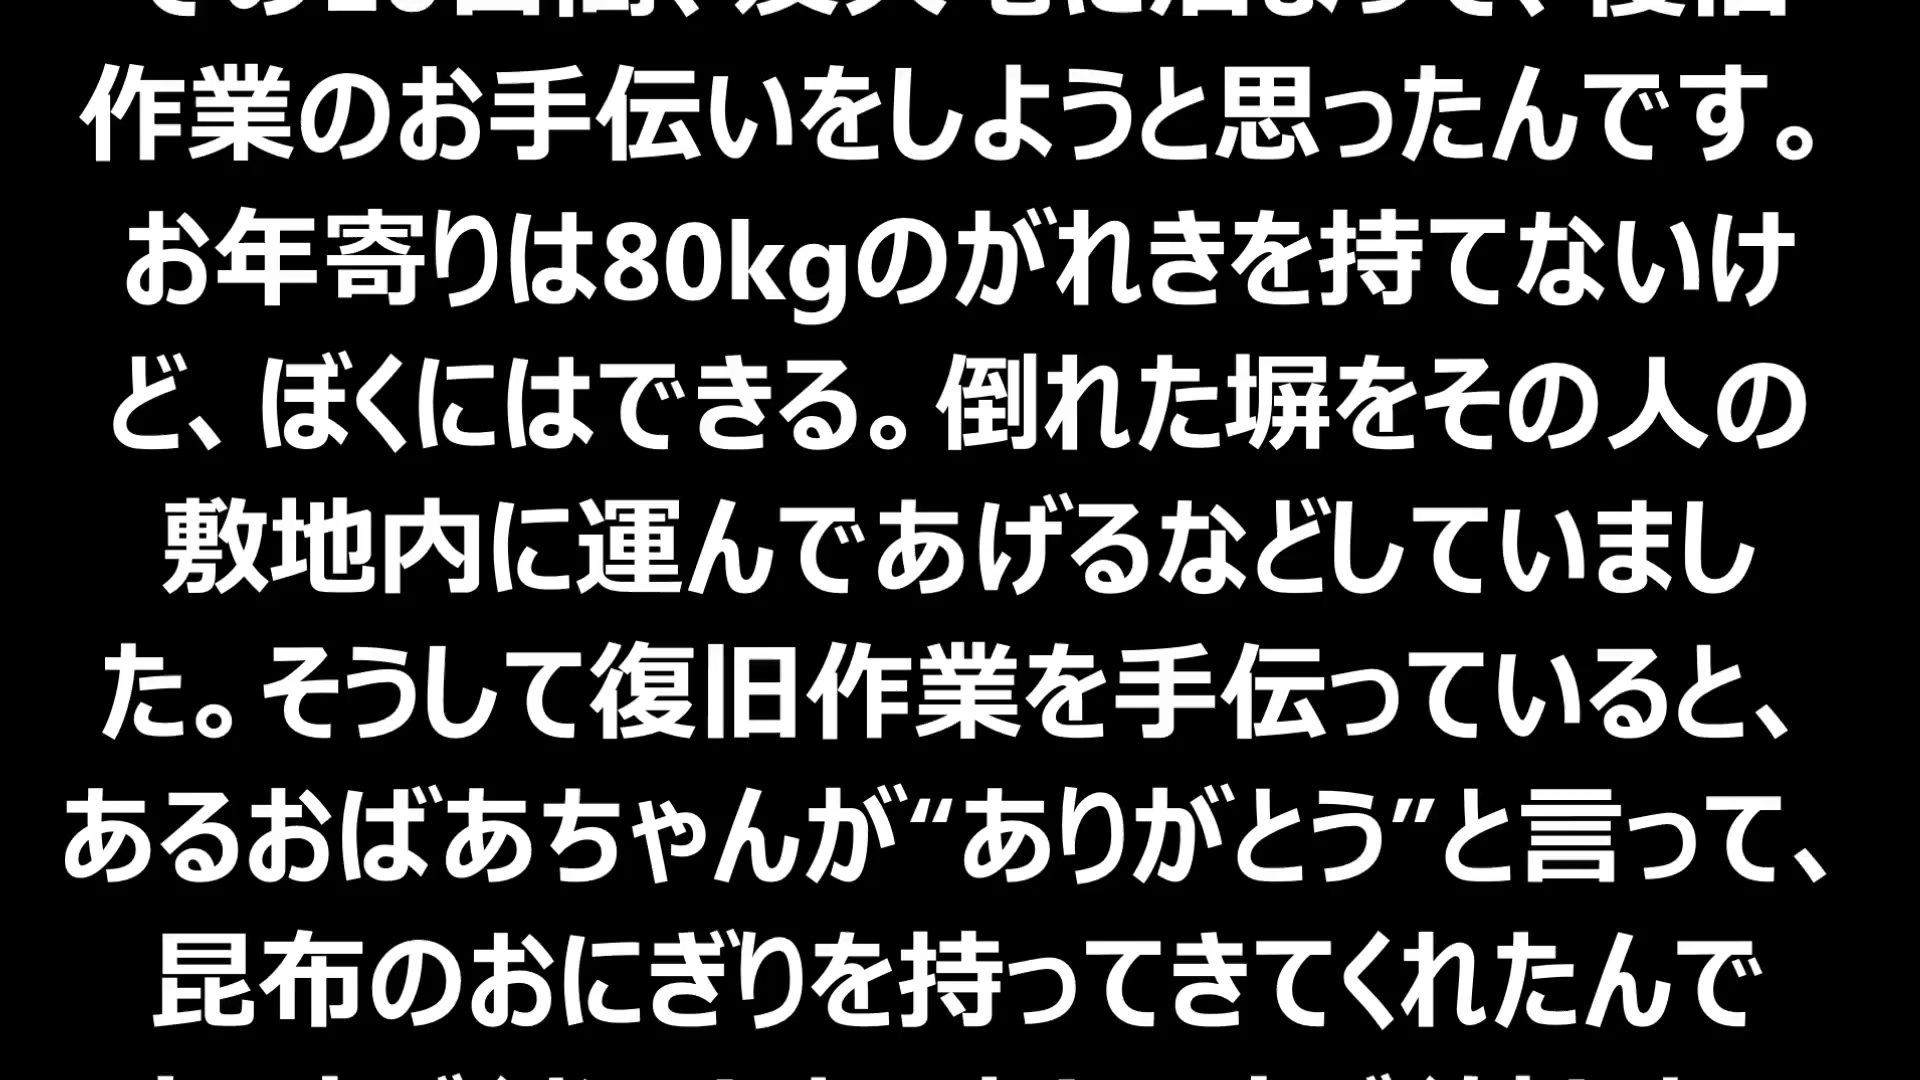 作業のお手伝いをしようと思ったんです。
お年寄りは80kgのがれきを持てないけ
ど、ぼくにはできる。倒れた塀をその人の
敷地内に運んであげるなどしていまし
た。そうして復旧作業を手伝っていると、
あるおばあちゃんが“ありがとう”と言って、
昆布のおにぎりを持ってきてくれたんで